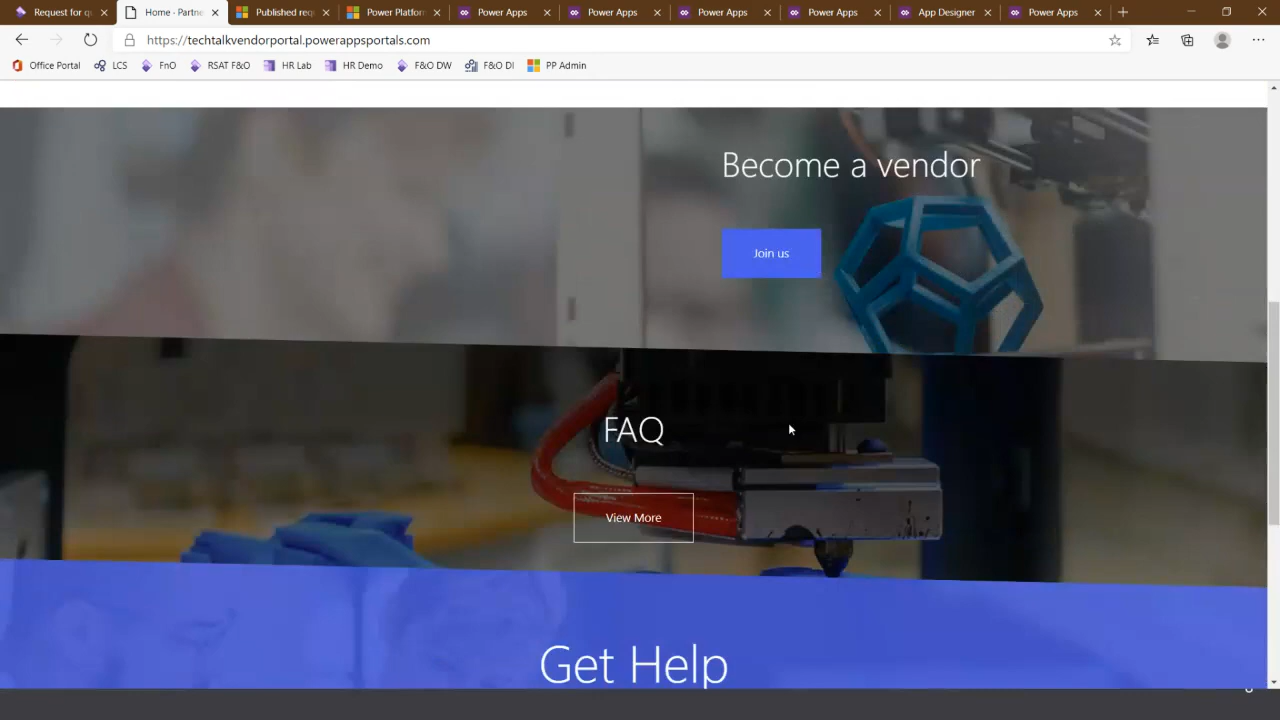 Request for qu
Home - Partne
Published req
Power Platforr
Power Apps
Power Apps
Power Apps
Power Apps
App Designer
Power Apps
https://techtalkvendorportal.powerappsportals.com
Office Portal
LCS
FnO
RSAT F&O
HR Lab
HR Demo
F&O DW
F&O DI
PP Admin
Become a vendor
Join us
FAQ
View More
Get Help